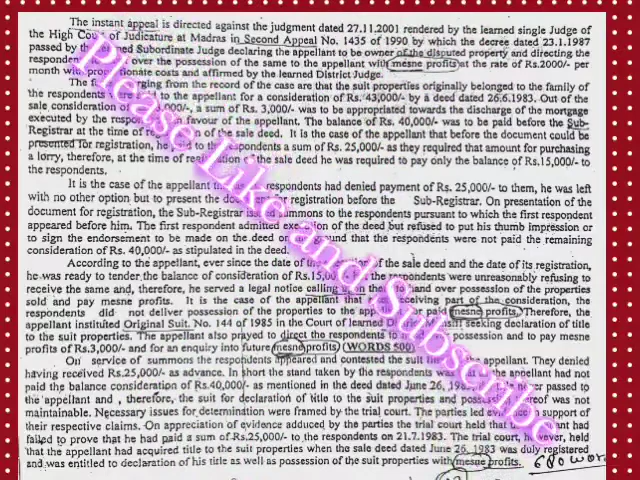 The instant appeal is directed against the judgment dated 27.11.2001 rendered by the learned single Judge of
the High Court of Judicature at Madras in Second Appeal No. 1435 of 1990 by which the decree dated 23.1.1987
passed by the learned Subordinate Judge declaring the appellant to be owner of the disputed property and directing the
respondents over the possession of the same to the appellant with mesne profits at the rate of Rs.2000/- per
month with proportionate costs and affirmed by the learned District Judge.
The f emerging from the record of the case are that the suit properties originally belonged to the family of
the respondents to the appellant for a consideration of Rs. 43,000/- by a deed dated 26.6.1983. Out of the
sale consideration of 000/-, a sum of Rs. 3,000/- was to be appropriated towards the discharge of the mortgage
executed by the respon favour of the appellant. The balance of Rs. 40,000/- was to be paid before the Sub-
Registrar at the time of of the sale deed. It is the case of the appellant that before the document could be
presented for registration, he paid to the respondents a sum of Rs. 25,000/- as they required that amount for purchasing
a lorry, therefore, at the time of registration of the sale deed he was required to pay only the balance of Rs.15,000/- to
the respondents.
It is the case of the appellant th respondents had denied payment of Rs. 25,000/- to them, he was left
with no other option but to present the document registration before the Sub-Registrar. On presentation of the
document for registration, the Sub-Registrar issued summons to the respondents pursuant to which the first respondent
appeared before him. The first respondent admitted execution of the deed but refused to put his thumb impression or
to sign the endorsement to be made on the deed on that the respondents were not paid the remaining
consideration of Rs. 40,000/- as stipulated in the deed.
According to the appellant, ever since the date of the of the sale deed and the date of its registration,
he was ready to tender the balance of consideration of Rs.15,00 the respondents were unreasonably refusing to
receive the same and, therefore, he served a legal notice calling upon the to hand over possession of the properties
sold and pay mesne profits. It is the case of the appellant that receiving part of the consideration, the
respondents did not deliver possession of the properties to the app mesne profits. Therefore, the
appellant instituted Original Suit. No. 144 of 1985 in the Court of learned District Munsiff seeking declaration of title
to the suit properties. The appellant also prayed to direct the respondents to possession and to pay mesne
profits of Rs.3,000/- and for an enquiry into future mesne profits. (WORDS 500)
On service of summons the respondents appeared and contested the suit the appellant. They denied
having received Rs.25,000/- as advance. In short the stand taken by the respondents was the appellant had not
paid the balance consideration of Rs.40,000/- as mentioned in the deed dated June 26, 198 passed to
the appellant and , therefore, the suit for declaration of title to the suit properties and poss thereof was not
maintainable. Necessary issues for determination were framed by the trial court. The parties led evidence support of
their respective claims. On appreciation of evidence adduced by the parties the trial court held that the ant had
failed to prove that he had paid a sum of Rs.25,000/- to the respondents on 21.7.1983. The trial court, however, held
that the appellant had acquired title to the suit properties when the sale deed dated June 26, 1983 was duly registered
and was entitled to declaration of his title as well as possession of the suit properties with mesne profits. 680 wor
Please Like and Subscribe